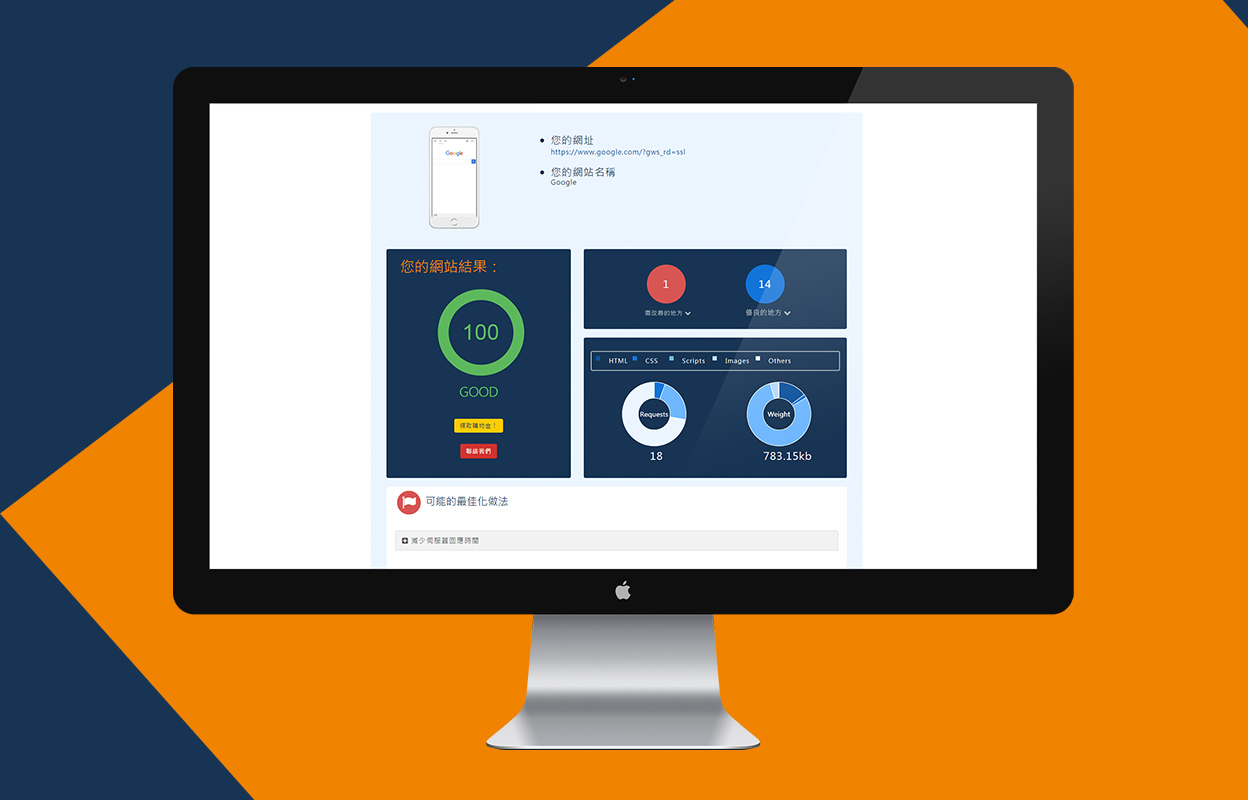 Google
您的網址
https://www.google.com/?gws_rd=ssl
您的網站名稱
Google
您的網站結果：
100
GOOD
領取購物金！
聯絡我們
1
需改善的地方
14
優良的地方
HTML CSS Scripts Images Others
Requests
18
Weight
783.15kb
可能的最佳化做法
減少伺服器回應時間